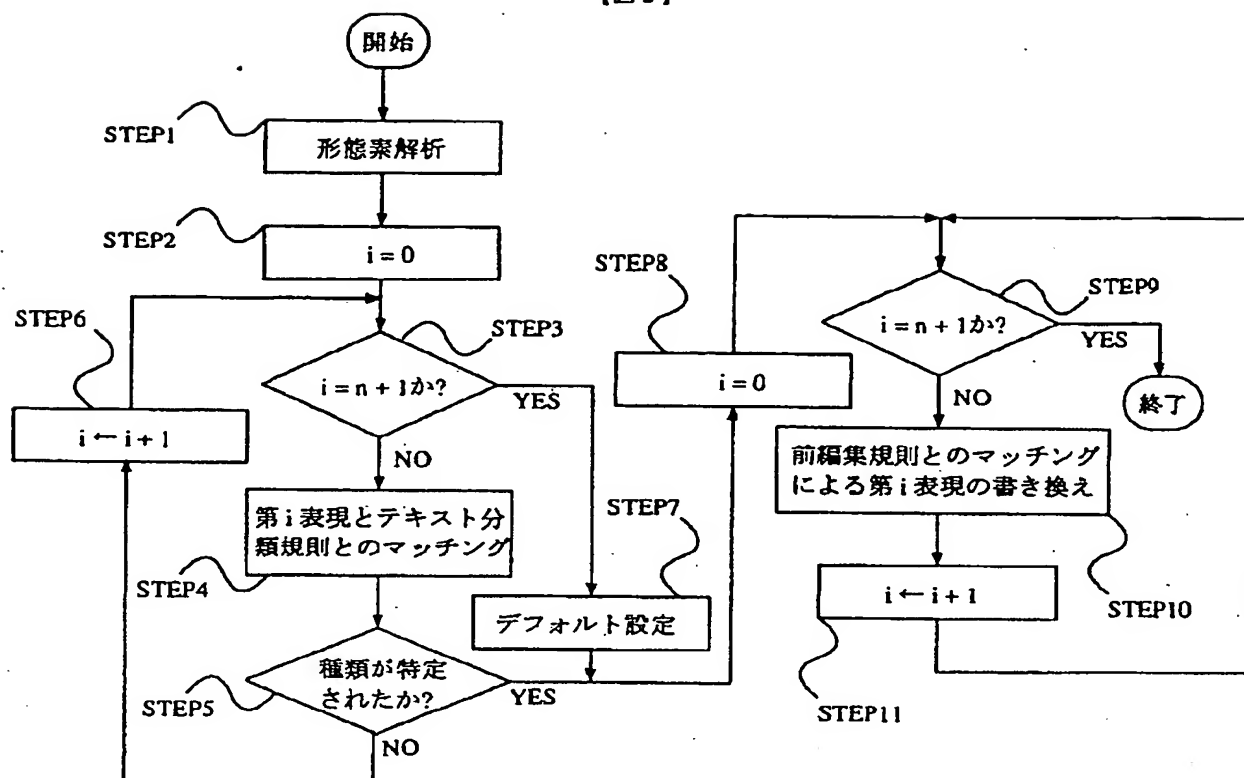 開始
STEP1
形態素解析
STEP2
i=0
STEP6
i←i+1
STEP3
i=n+1か?
YES
NO
第i表現とテキスト分
類規則とのマッチング
STEP4
STEP7
デフォルト設定
種類が特定
されたか?
STEP5
YES
NO
STEP8
i=0
STEP9
i=n+1か?
YES
終了
NO
前編集規則とのマッチング
による第i表現の書き換え
STEP10
i←i+1
STEP11